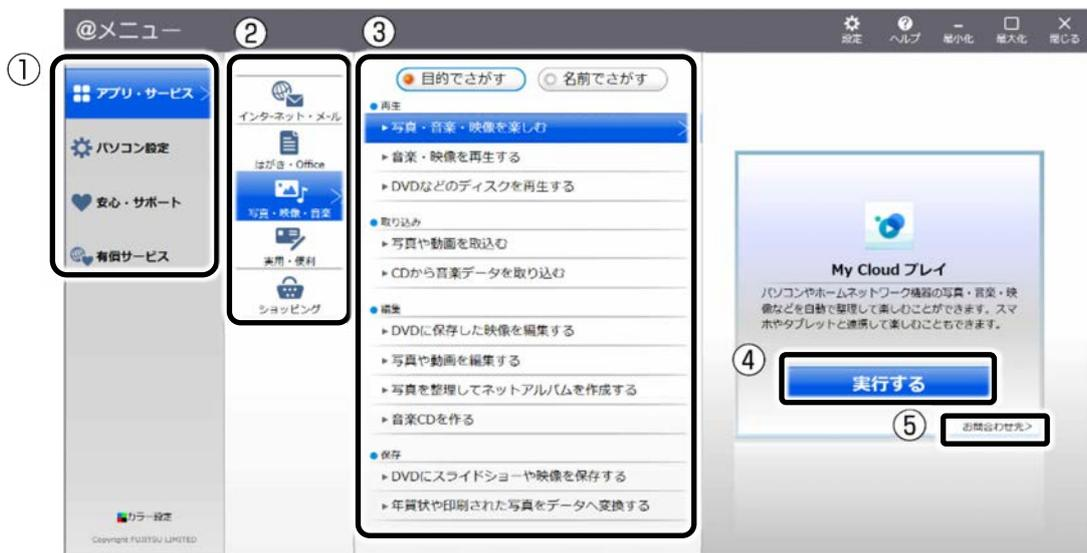 @メニュー
設定
ヘルプ
最小化
最大化
閉じる
①
アプリ・サービス
パソコン設定
安心・サポート
有償サービス
カラー設定
Copyright FUJITSU LIMITED
②
インターネット・メール
はがき・Office
写真・映像・音楽
実用・便利
ショッピング
③
目的でさがす
名前でさがす
再生
写真・音楽・映像を楽しむ
音楽・映像を再生する
DVDなどのディスクを再生する
取り込み
写真や動画を取込む
CDから音楽データを取り込む
編集
DVDに保存した映像を編集する
写真や動画を編集する
写真を整理してネットアルバムを作成する
音楽CDを作る
保存
DVDにスライドショーや映像を保存する
年賀状や印刷された写真をデータへ変換する
My Cloud プレイ
パソコンやホームネットワーク機器の写真・音楽・映
像などを自動で整理して楽しむことができます。スマ
ホやタブレットと連携して楽しむこともできます。
④
実行する
⑤
お問合わせ先>